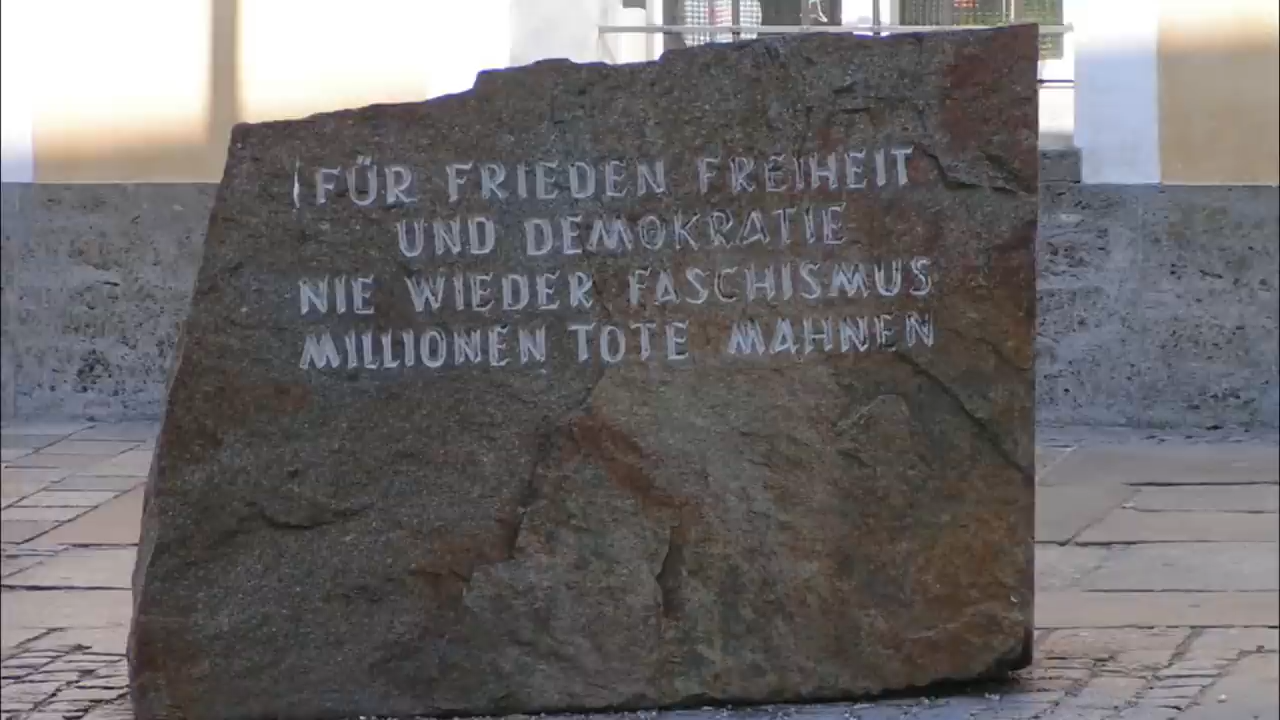 FÜR FRIEDEN FREIHEIT
UND DEMOKRATIE
NIE WIEDER FASCHISMUS
MILLIONEN TOTE MAHNEN